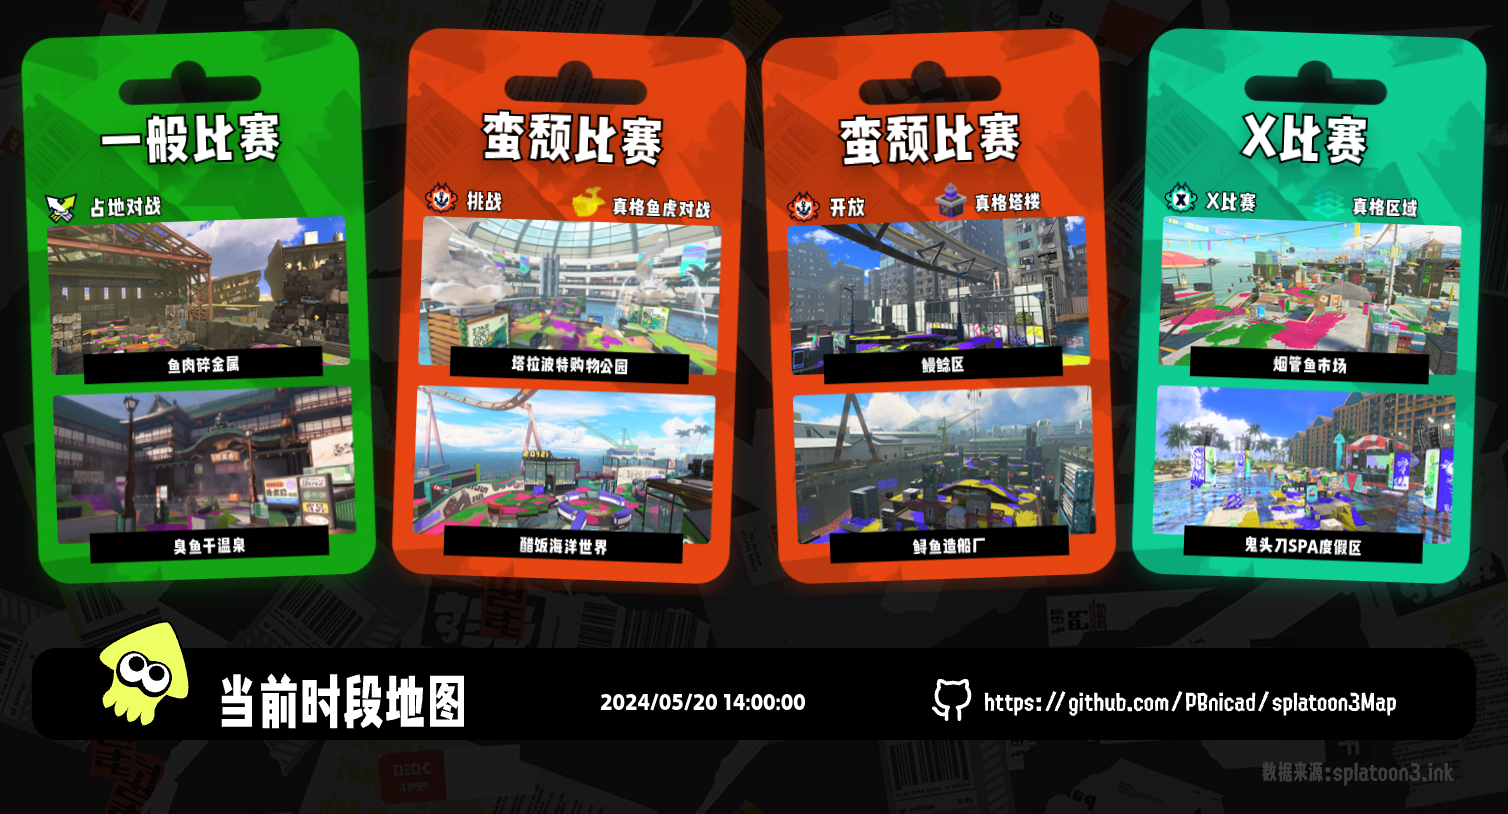 一般比赛
占地对战
鱼肉碎金属
臭鱼干温泉
蛮颓比赛
挑战
真格鱼虎对战
塔拉波特购物公园
醋饭海洋世界
蛮颓比赛
开放
真格塔楼
鳗鲶区
鲟鱼造船厂
X比赛
X比赛
真格区域
烟管鱼市场
鬼头刀SPA度假区
当前时段地图
2024/05/20 14:00:00
https://github.com/PBnicad/splatoon3Map
数据来源:splatoon3.ink